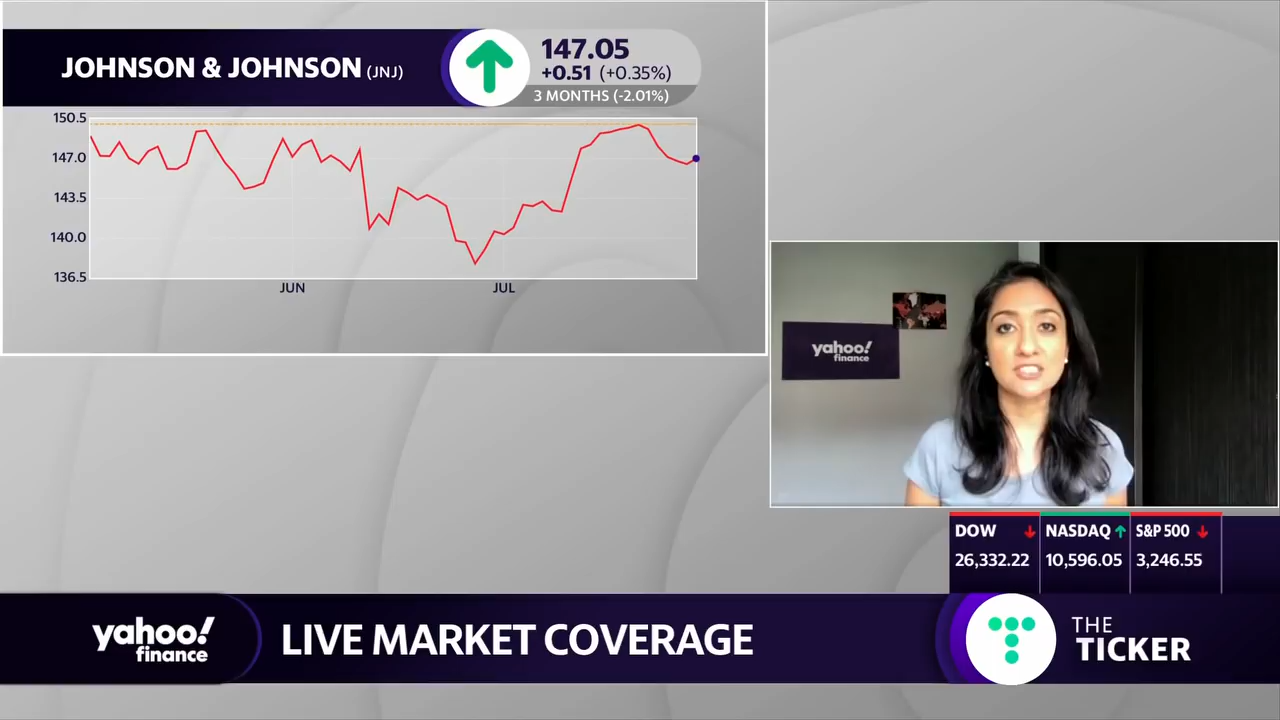 JOHNSON & JOHNSON (JNJ)
147.05
+0.51 (+0.35%)
3 MONTHS (-2.01%)
150.5
147.0
143.5
140.0
136.5
JUN
JUL
yahoo!
finance
DOW
26,332.22
NASDAQ
10,596.05
S&P 500
3,246.55
yahoo!
finance
LIVE MARKET COVERAGE
THE
TICKER